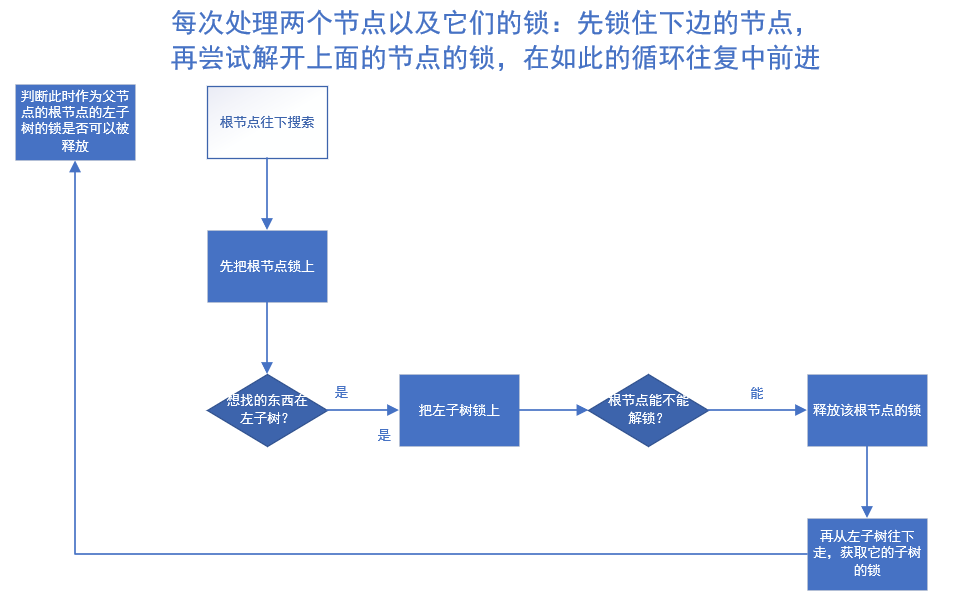 每次处理两个节点以及它们的锁：先锁住下边的节点，
再尝试解开上面的节点的锁，在如此的循环往复中前进
判断此时作为父节
点的根节点的左子
树的锁是否可以被
释放
根节点往下搜索
先把根节点锁上
想找的东西在
左子树？
是
是
把左子树锁上
根节点能不能
解锁？
能
释放该根节点的锁
再从左子树往下
走，获取它的子树
的锁